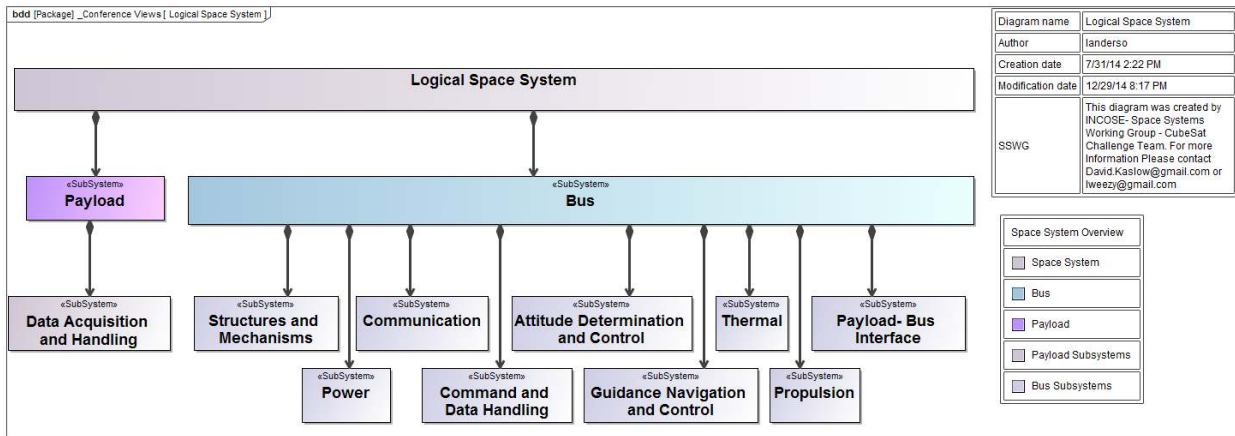 bdd [Package] _Conference Views [ Logical Space System ]
Logical Space System
«SubSystem»
Payload
«SubSystem»
Bus
«SubSystem»
Data Acquisition
and Handling
«SubSystem»
Structures and
Mechanisms
«SubSystem»
Communication
«SubSystem»
Attitude Determination
and Control
«SubSystem»
Thermal
«SubSystem»
Payload- Bus
Interface
«SubSystem»
Power
«SubSystem»
Command and
Data Handling
«SubSystem»
Guidance Navigation
and Control
«SubSystem»
Propulsion
Diagram name Logical Space System
Author landerso
Creation date 7/31/14 2:22 PM
Modification date 12/29/14 8:17 PM
SSWG
This diagram was created by
INCOSE- Space Systems
Working Group - CubeSat
Challenge Team. For more
Information Please contact
David.Kaslow@gmail.com or
lweezy@gmail.com
Space System Overview
Space System
Bus
Payload
Payload Subsystems
Bus Subsystems